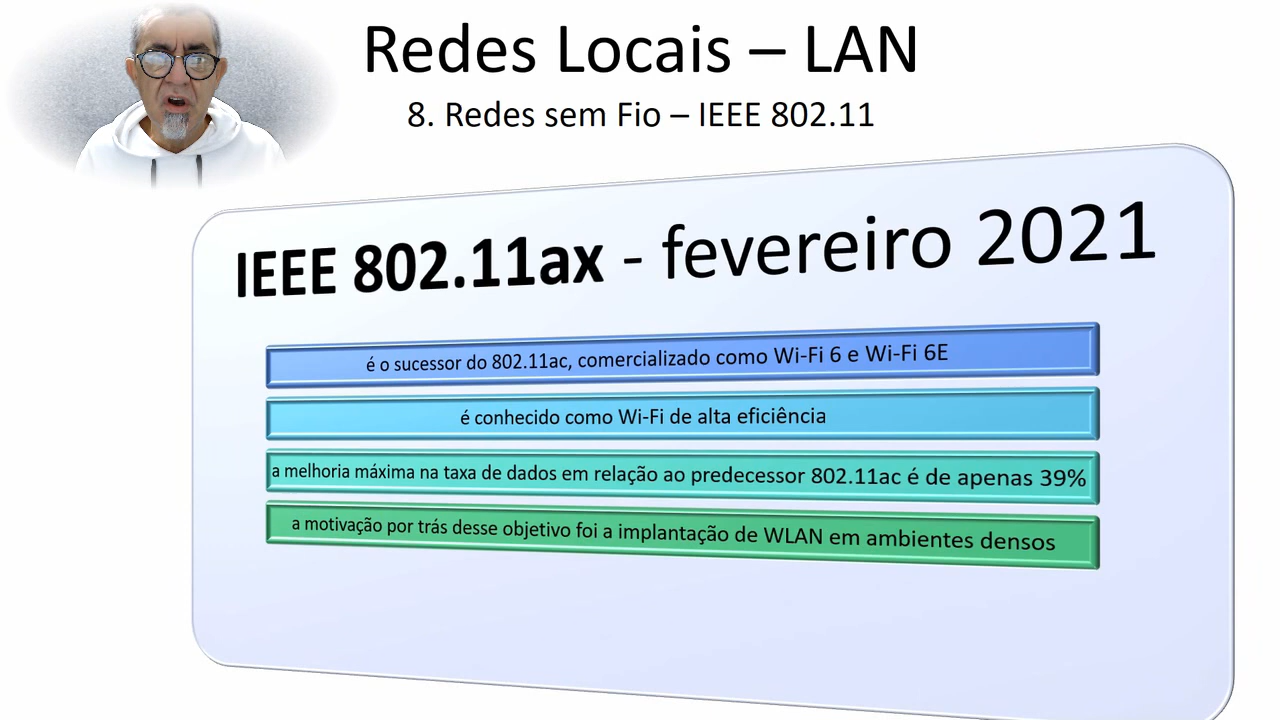 Redes Locais – LAN
8. Redes sem Fio – IEEE 802.11
IEEE 802.11ax - fevereiro 2021
é o sucessor do 802.11ac, comercializado como Wi-Fi 6 e Wi-Fi 6E
é conhecido como Wi-Fi de alta eficiência
a melhoria máxima na taxa de dados em relação ao predecessor 802.11ac é de apenas 39%
a motivação por trás desse objetivo foi a implantação de WLAN em ambientes densos